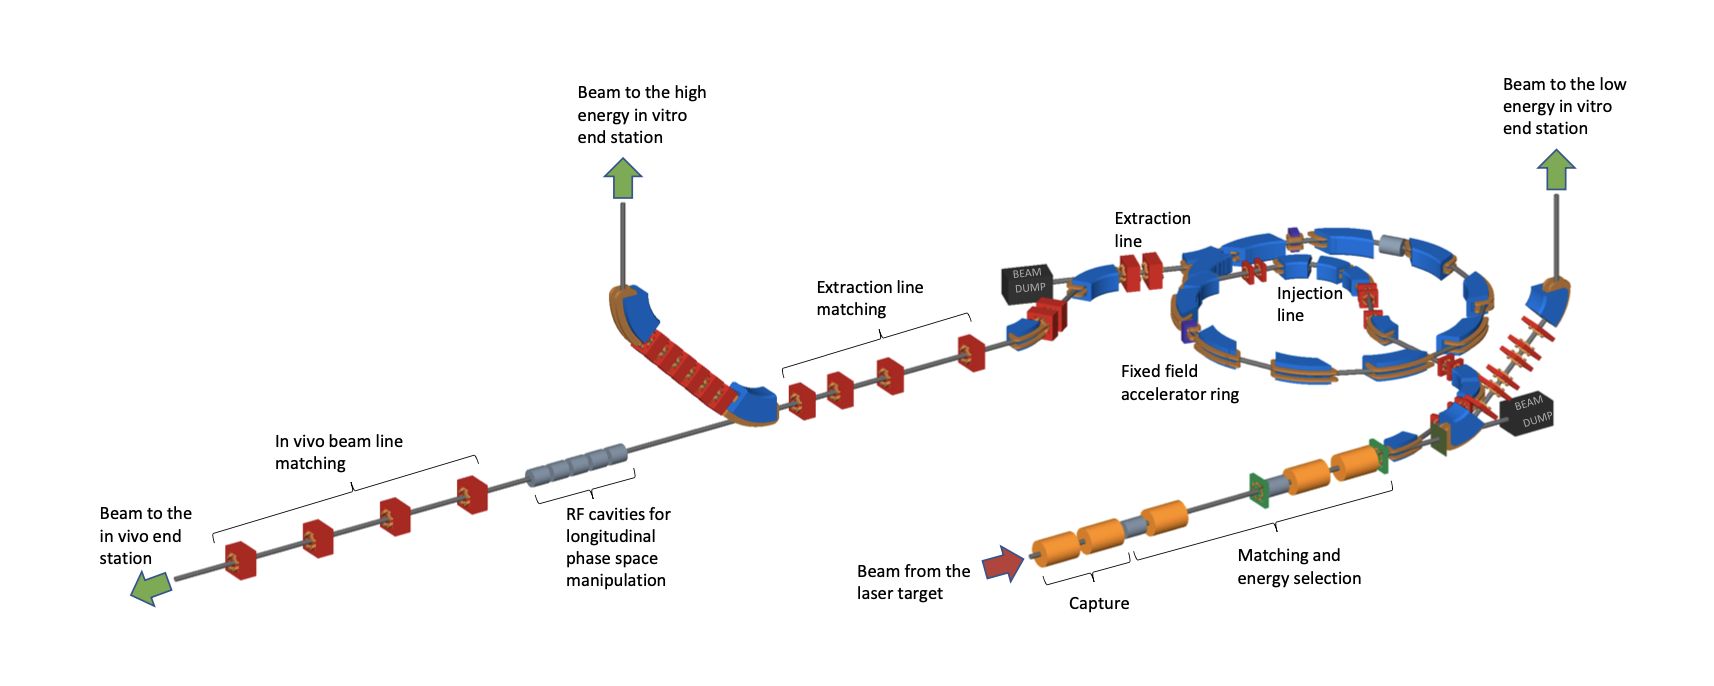 Beam to the high
energy in vitro
end station
Beam to the low
energy in vitro
end station
Extraction
line
BEAM
DUMP
Extraction line
matching
Injection
line
Fixed field
accelerator ring
BEAM
DUMP
In vivo beam line
matching
RF cavities for
longitudinal
phase space
manipulation
Beam to the
in vivo end
station
Beam from the
laser target
Capture
Matching and
energy selection